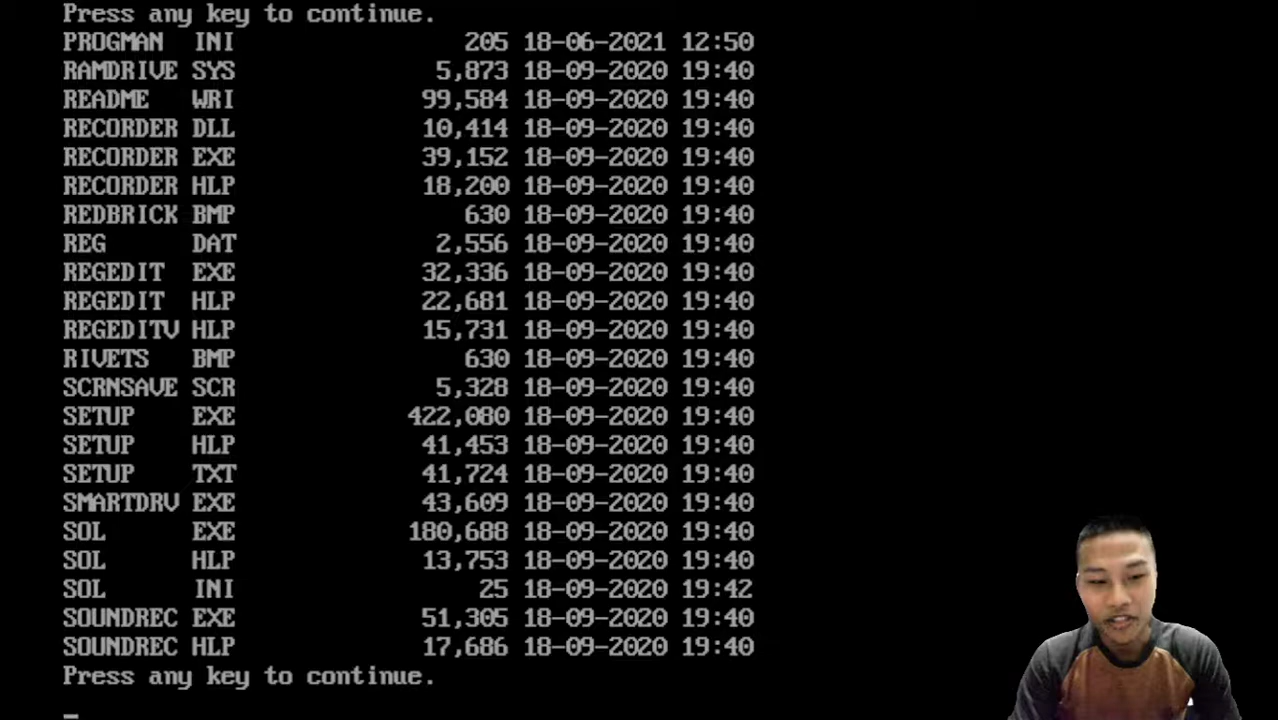 Press any key to continue.
PROGMAN  INI                205 18-06-2021 12:50
RAMDRIVE SYS              5,873 18-09-2020 19:40
README   WRI             99,584 18-09-2020 19:40
RECORDER DLL             10,414 18-09-2020 19:40
RECORDER EXE             39,152 18-09-2020 19:40
RECORDER HLP             18,200 18-09-2020 19:40
REDBRICK BMP                630 18-09-2020 19:40
REG      DAT              2,556 18-09-2020 19:40
REGEDIT  EXE             32,336 18-09-2020 19:40
REGEDIT  HLP             22,681 18-09-2020 19:40
REGEDITV HLP             15,731 18-09-2020 19:40
RIVETS   BMP                630 18-09-2020 19:40
SCRNSAVE SCR              5,328 18-09-2020 19:40
SETUP    EXE            422,080 18-09-2020 19:40
SETUP    HLP             41,453 18-09-2020 19:40
SETUP    TXT             41,724 18-09-2020 19:40
SMARTDRV EXE             43,609 18-09-2020 19:40
SOL      EXE            180,688 18-09-2020 19:40
SOL      HLP             13,753 18-09-2020 19:40
SOL      INI                 25 18-09-2020 19:42
SOUNDREC EXE             51,305 18-09-2020 19:40
SOUNDREC HLP             17,686 18-09-2020 19:40
Press any key to continue.